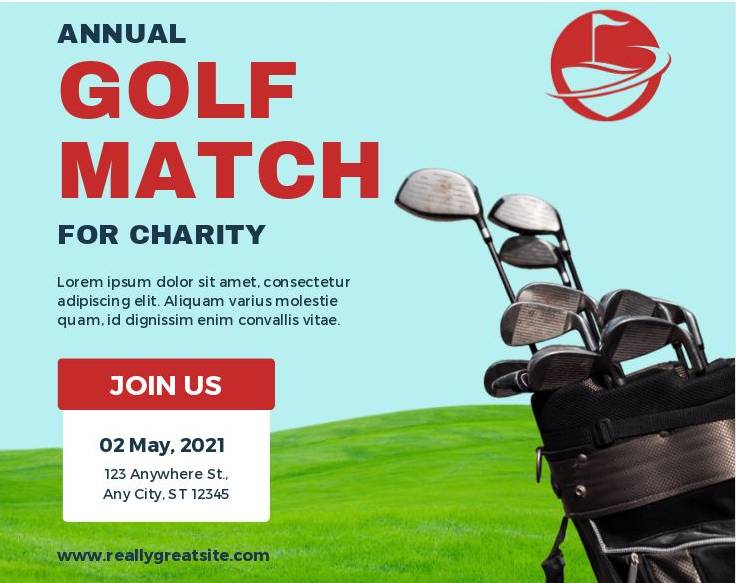 ANNUAL
GOLF
MATCH
FOR CHARITY
Lorem ipsum dolor sit amet, consectetur
adipiscing elit. Aliquam varius molestie
quam, id dignissim enim convallis vitae.
JOIN US
02 May, 2021
123 Anywhere St.,
Any City, ST 12345
www.reallygreatsite.com